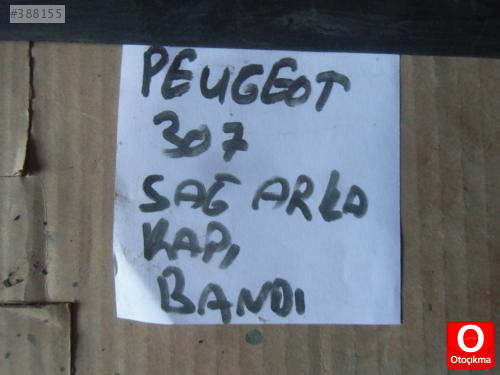 #388155
PEUGEOT
307
SAG ARKA
KAPI
BANDI
O
Otoçıkma